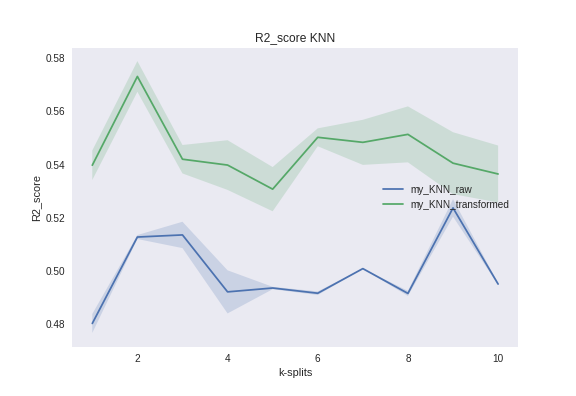 R2_score KNN
0.58
0.56
0.54
0.52
0.50
0.48
R2_score
my_KNN_raw
my_KNN_transformed
2
4
6
8
10
k-splits